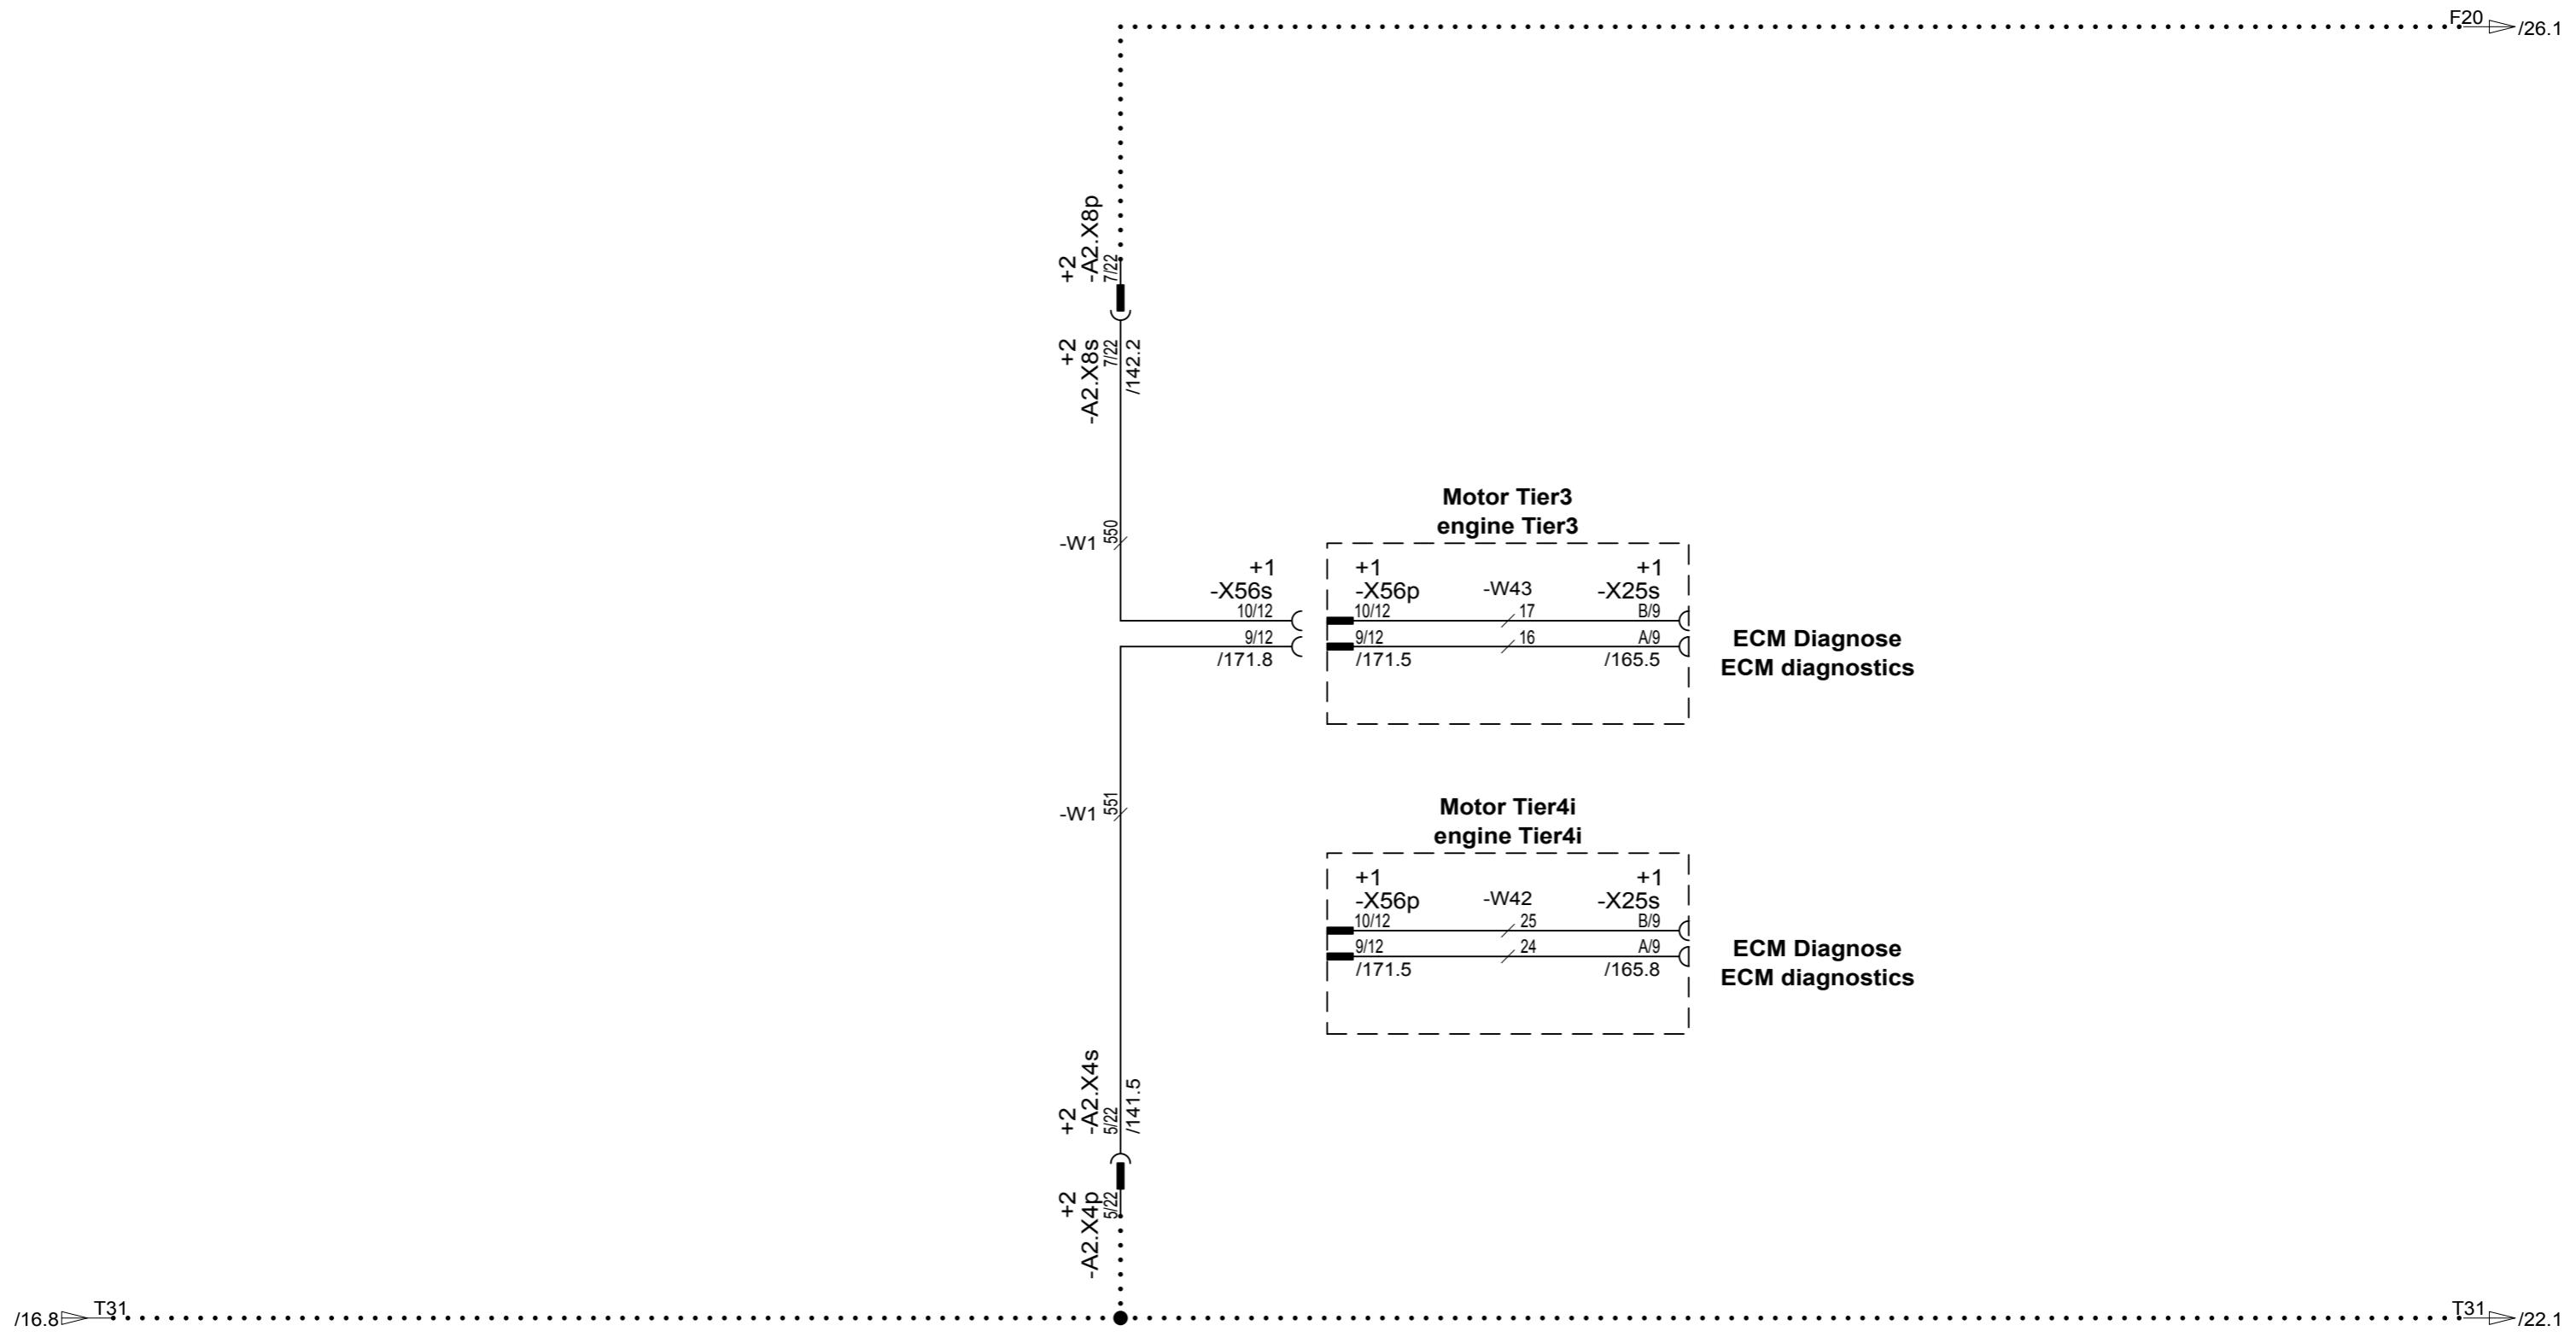 F20
/26.1
+2
-A2.X8p
7/22
+2
-A2.X8s
7/22
/142.2
-W1
550
Motor Tier3
engine Tier3
+1
-X56s
10/12
9/12
/171.8
+1
-X56p
10/12
9/12
/171.5
-W43
17
16
+1
-X25s
B/9
A/9
/165.5
ECM Diagnose
ECM diagnostics
-W1
551
Motor Tier4i
engine Tier4i
+1
-X56p
10/12
9/12
/171.5
-W42
25
24
+1
-X25s
B/9
A/9
/165.8
ECM Diagnose
ECM diagnostics
+2
-A2.X4s
5/22
/141.5
+2
-A2.X4p
5/22
/16.8
T31
T31
/22.1